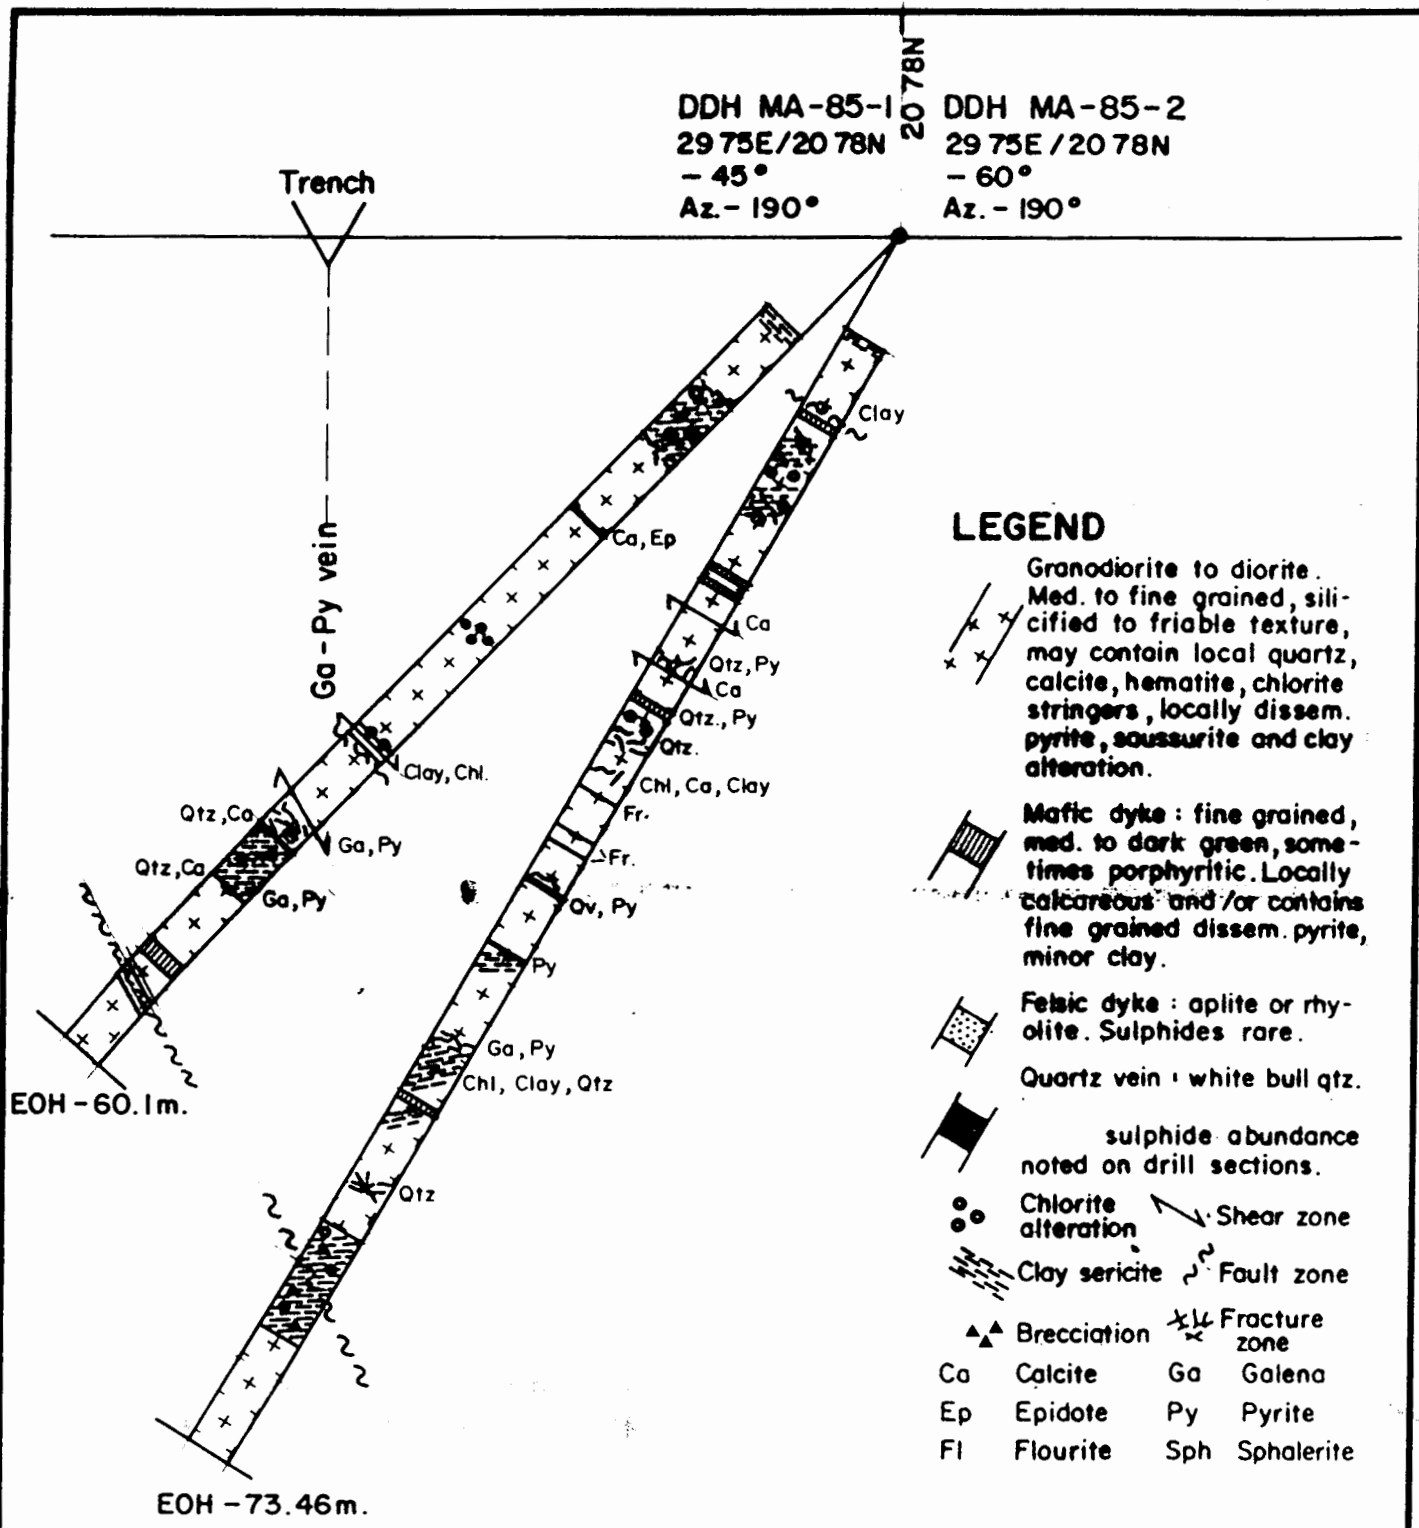 20 78N
DDH MA-85-1
29 75E/20 78N
- 45°
Az.- 190°
DDH MA-85-2
29 75E/20 78N
- 60°
Az.- 190°
Trench
Ga-Py vein
Ca, Ep
Clay, Chl.
Ga, Py
Qtz, Ca
Qtz, Ca
Ga, Py
EOH-60.1m.
Clay
Ca
Qtz, Py
Ca
Qtz., Py
Qtz.
Chl, Ca, Clay
Fr.
Fr.
Qv, Py
Py
Ga, Py
Chl, Clay, Qtz
Qtz
EOH-73.46m.
LEGEND
Granodiorite to diorite.
Med. to fine grained, sili-
cified to friable texture,
may contain local quartz,
calcite, hematite, chlorite
stringers, locally dissem.
pyrite, soussurite and clay
alteration.
Mafic dyke : fine grained,
med. to dark green, some-
times porphyritic. Locally
calcareous and/or contains
fine grained dissem. pyrite,
minor clay.
Felsic dyke : aplite or rhy-
olite. Sulphides rare.
Quartz vein : white bull qtz.
sulphide abundance
noted on drill sections.
Chlorite
alteration
Shear zone
Clay sericite
Fault zone
Brecciation
Fracture
zone
Ca Calcite Ga Galena
Ep Epidote Py Pyrite
Fl Flourite Sph Sphalerite